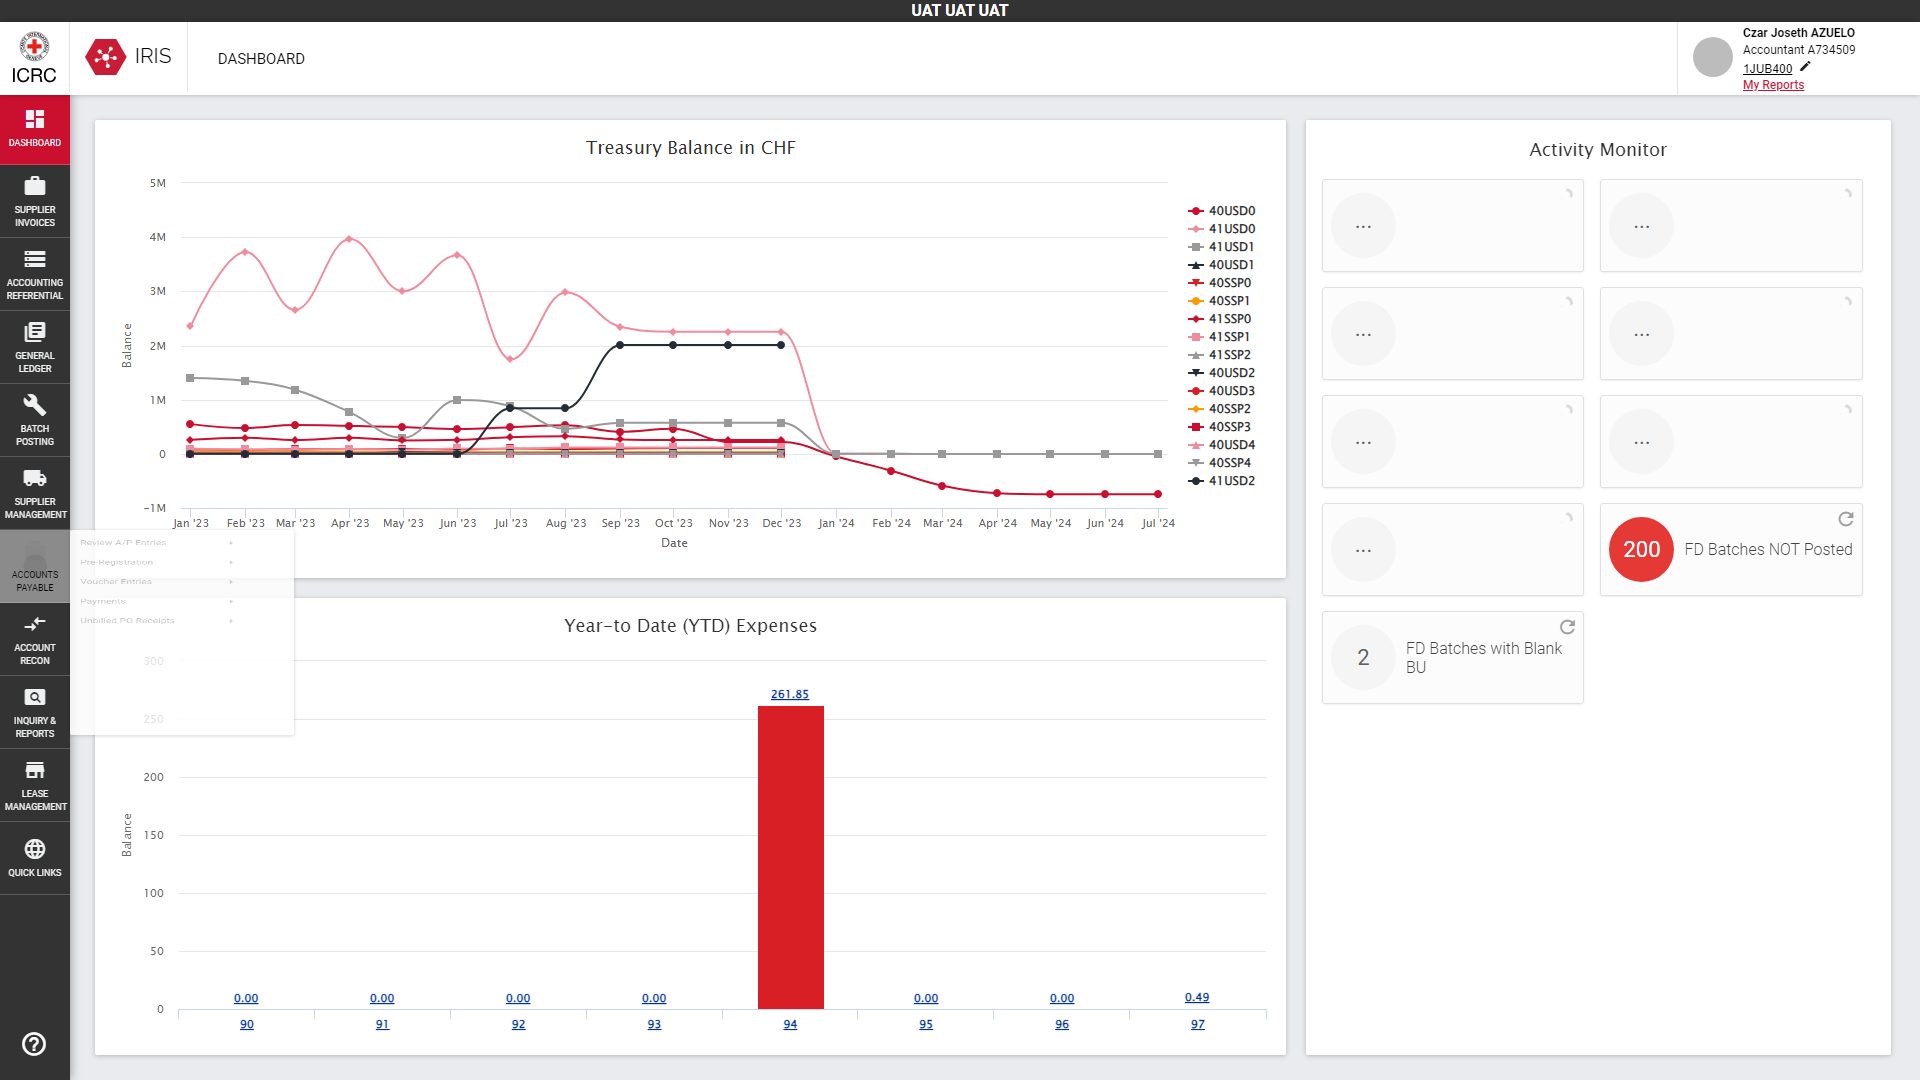 UAT UAT UAT
ICRC
IRIS
DASHBOARD
Czar Joseth AZUELO
Accountant A734509
1JUB400
My Reports
DASHBOARD
SUPPLIER
INVOICES
ACCOUNTING
REFERENTIAL
GENERAL
LEDGER
BATCH
POSTING
SUPPLIER
MANAGEMENT
ACCOUNTS
PAYABLE
ACCOUNT
RECON
INQUIRY &
REPORTS
LEASE
MANAGEMENT
QUICK LINKS
Review A/P Entries
Pre-Registration
Voucher Entries
Payments
Unbilled PO Receipts
Treasury Balance in CHF
5M
4M
3M
2M
1M
0
-1M
Balance
Jan '23 Feb '23 Mar '23 Apr '23 May '23 Jun '23 Jul '23 Aug '23 Sep '23 Oct '23 Nov '23 Dec '23 Jan '24 Feb '24 Mar '24 Apr '24 May '24 Jun '24 Jul '24
Date
40USD0
41USD0
41USD1
40USD1
40SSP0
40SSP1
41SSP0
41SSP1
41SSP2
40USD2
40USD3
40SSP2
40SSP3
40USD4
40SSP4
41USD2
Year-to Date (YTD) Expenses
300
250
200
150
100
50
0
Balance
0.00 0.00 0.00 0.00 261.85 0.00 0.00 0.49
90 91 92 93 94 95 96 97
Activity Monitor
... ...
... ...
... ...
...
200 FD Batches NOT Posted
2 FD Batches with Blank
BU